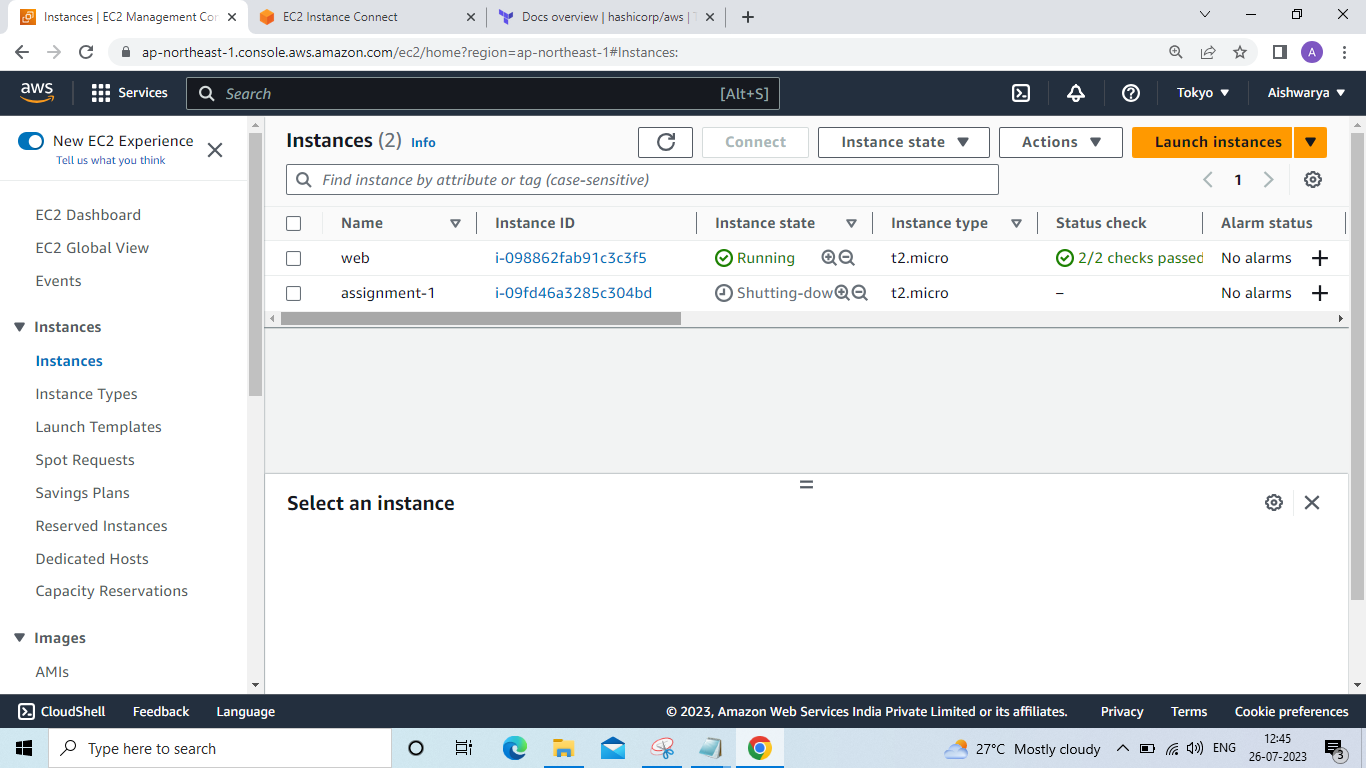 Instances | EC2 Management Con
EC2 Instance Connect
Docs overview | hashicorp/aws | T
ap-northeast-1.console.aws.amazon.com/ec2/home?region=ap-northeast-1#Instances:
A
aws
Services
Search
[Alt+S]
Tokyo
Aishwarya
New EC2 Experience
Tell us what you think
EC2 Dashboard
EC2 Global View
Events
Instances
Instances
Instance Types
Launch Templates
Spot Requests
Savings Plans
Reserved Instances
Dedicated Hosts
Capacity Reservations
Images
AMIs
Instances (2) Info
Connect
Instance state
Actions
Launch instances
Find instance by attribute or tag (case-sensitive)
1
Name Instance ID Instance state Instance type Status check Alarm status
web i-098862fab91c3c3f5 Running t2.micro 2/2 checks passed No alarms +
assignment-1 i-09fd46a3285c304bd Shutting-dow t2.micro – No alarms +
Select an instance
CloudShell Feedback Language © 2023, Amazon Web Services India Private Limited or its affiliates. Privacy Terms Cookie preferences
Type here to search
27°C Mostly cloudy
ENG
12:45
26-07-2023
3